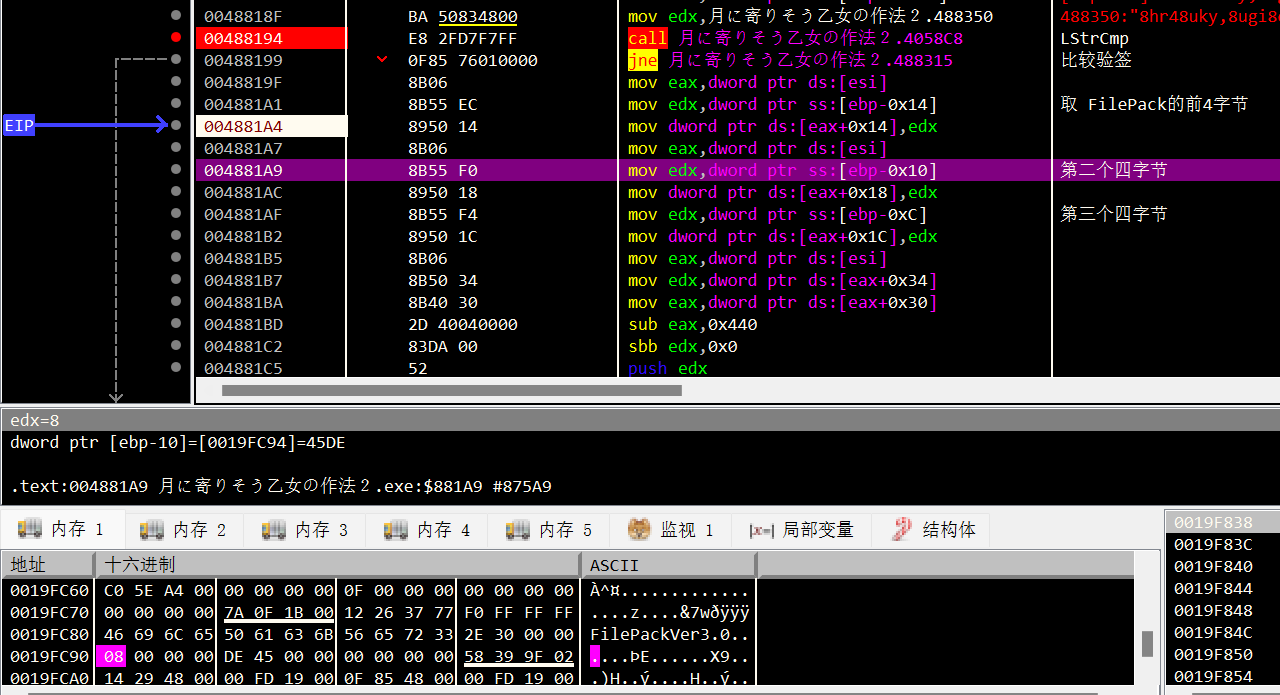 0048818F BA 50834800 mov edx,月に寄りそう乙女の作法２.488350 488350:"8hr48uky,8ugi8
00488194 E8 2FD7F7FF call 月に寄りそう乙女の作法２.4058C8 LStrCmp
00488199 0F85 76010000 jne 月に寄りそう乙女の作法２.488315 比较验签
0048819F 8B06 mov eax,dword ptr ds:[esi]
004881A1 8B55 EC mov edx,dword ptr ss:[ebp-0x14] 取 FilePack的前4字节
EIP 004881A4 8950 14 mov dword ptr ds:[eax+0x14],edx
004881A7 8B06 mov eax,dword ptr ds:[esi]
004881A9 8B55 F0 mov edx,dword ptr ss:[ebp-0x10] 第二个四字节
004881AC 8950 18 mov dword ptr ds:[eax+0x18],edx
004881AF 8B55 F4 mov edx,dword ptr ss:[ebp-0xC] 第三个四字节
004881B2 8950 1C mov dword ptr ds:[eax+0x1C],edx
004881B5 8B06 mov eax,dword ptr ds:[esi]
004881B7 8B50 34 mov edx,dword ptr ds:[eax+0x34]
004881BA 8B40 30 mov eax,dword ptr ds:[eax+0x30]
004881BD 2D 40040000 sub eax,0x440
004881C2 83DA 00 sbb edx,0x0
004881C5 52 push edx
edx=8
dword ptr [ebp-10]=[0019FC94]=45DE
.text:004881A9 月に寄りそう乙女の作法２.exe:$881A9 #875A9
内存 1 内存 2 内存 3 内存 4 内存 5 监视 1 |x=| 局部变量 结构体
地址 十六进制 ASCII
0019FC60 C0 5E A4 00 00 00 00 00 0F 00 00 00 00 00 00 00 À^¤.............
0019FC70 00 00 00 00 7A 0F 1B 00 12 26 37 77 F0 FF FF FF ....z....&7wðÿÿÿ
0019FC80 46 69 6C 65 50 61 63 6B 56 65 72 33 2E 30 00 00 FilePackVer3.0..
0019FC90 08 00 00 00 DE 45 00 00 00 00 00 00 58 39 9F 02 ....ÞE......X9..
0019FCA0 14 29 48 00 00 FD 19 00 0F 85 48 00 00 FD 19 00 .)H..ý....H..ý..
0019F838
0019F83C
0019F840
0019F844
0019F848
0019F84C
0019F850
0019F854